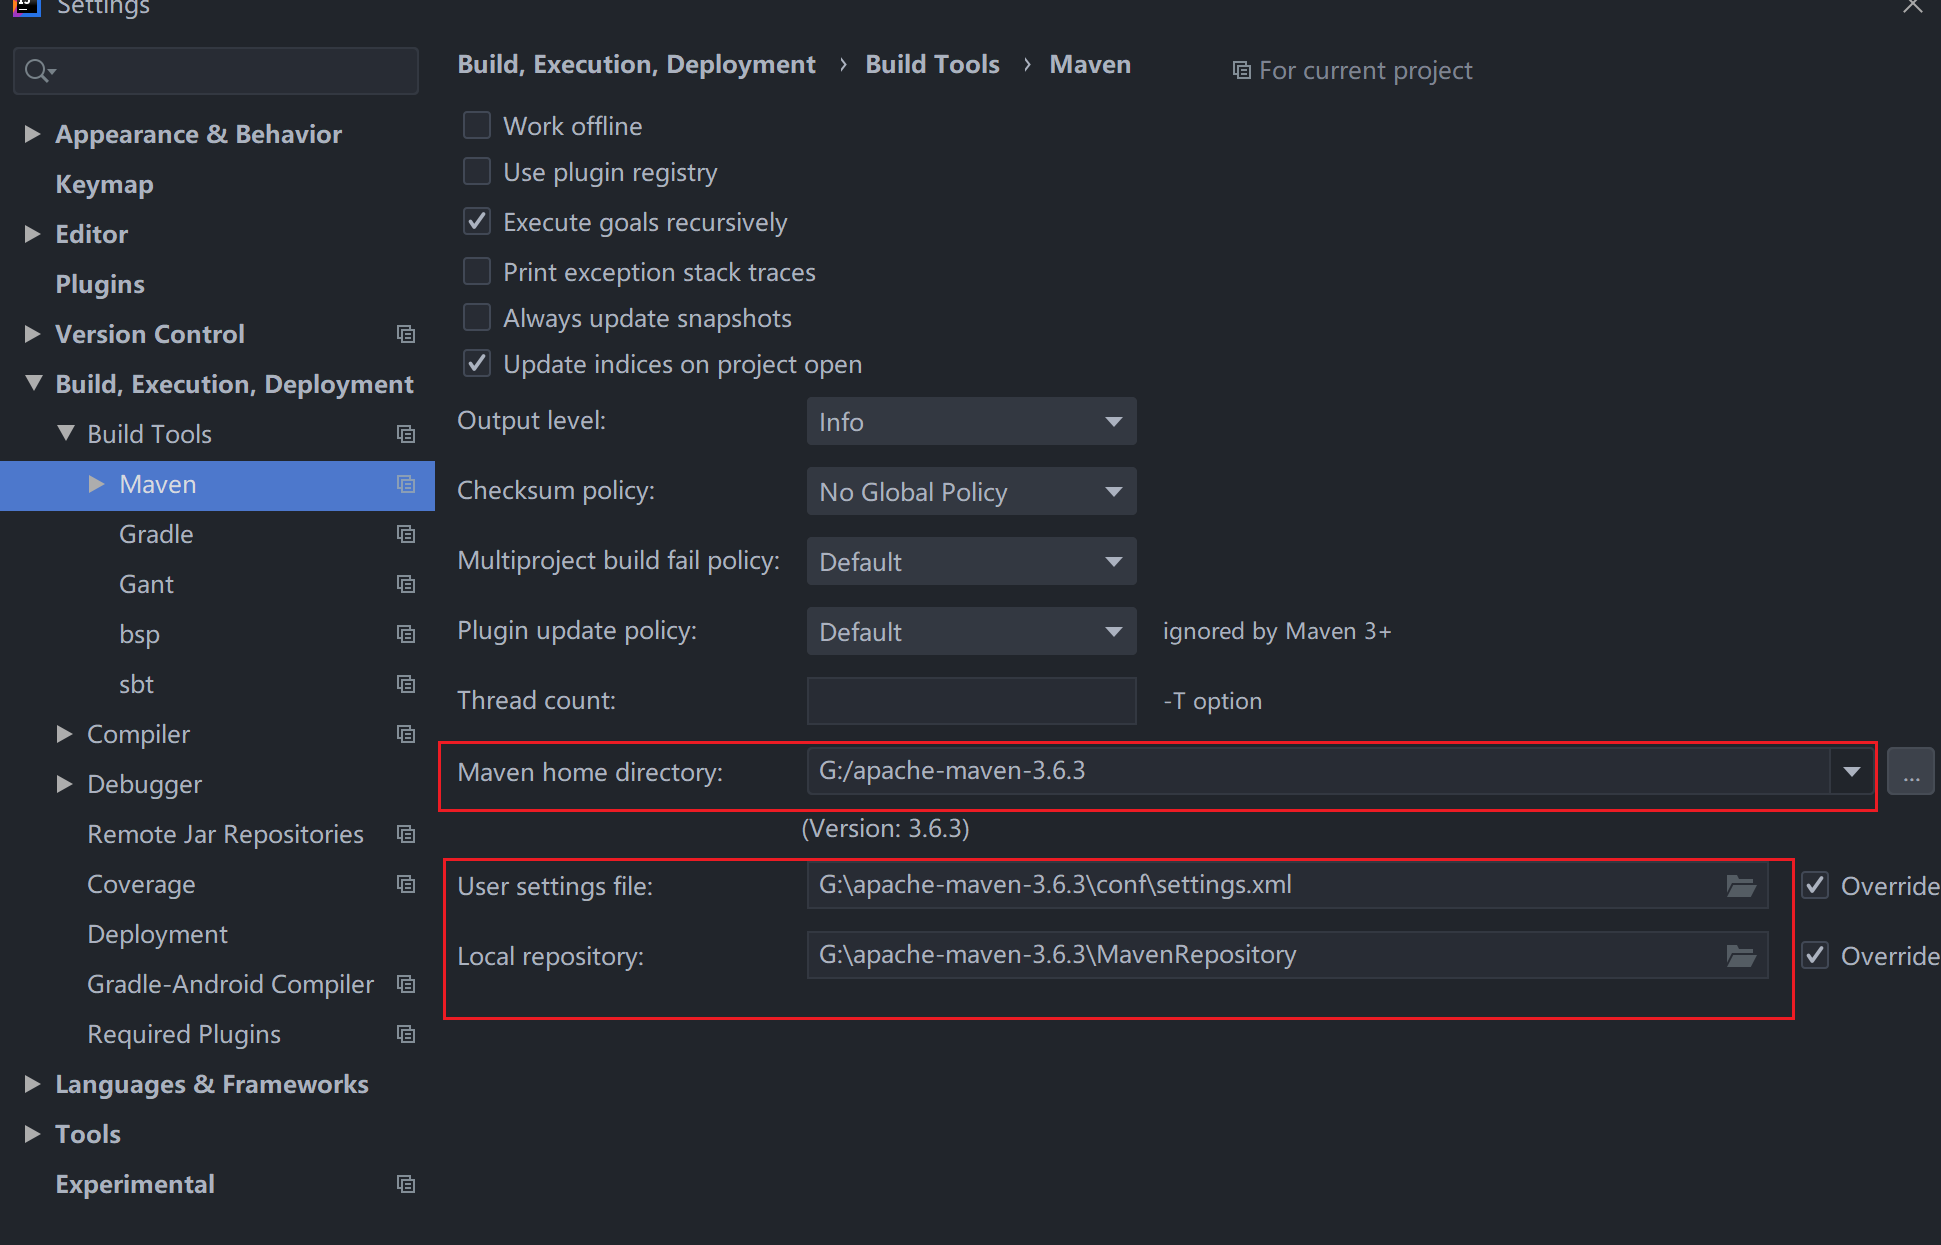 Settings
Build, Execution, Deployment › Build Tools › Maven
For current project
Appearance & Behavior
Keymap
Editor
Plugins
Version Control
Build, Execution, Deployment
Build Tools
Maven
Gradle
Gant
bsp
sbt
Compiler
Debugger
Remote Jar Repositories
Coverage
Deployment
Gradle-Android Compiler
Required Plugins
Languages & Frameworks
Tools
Experimental
Work offline
Use plugin registry
Execute goals recursively
Print exception stack traces
Always update snapshots
Update indices on project open
Output level: Info
Checksum policy: No Global Policy
Multiproject build fail policy: Default
Plugin update policy: Default ignored by Maven 3+
Thread count: -T option
Maven home directory: G:/apache-maven-3.6.3 ...
(Version: 3.6.3)
User settings file: G:\apache-maven-3.6.3\conf\settings.xml Override
Local repository: G:\apache-maven-3.6.3\MavenRepository Override